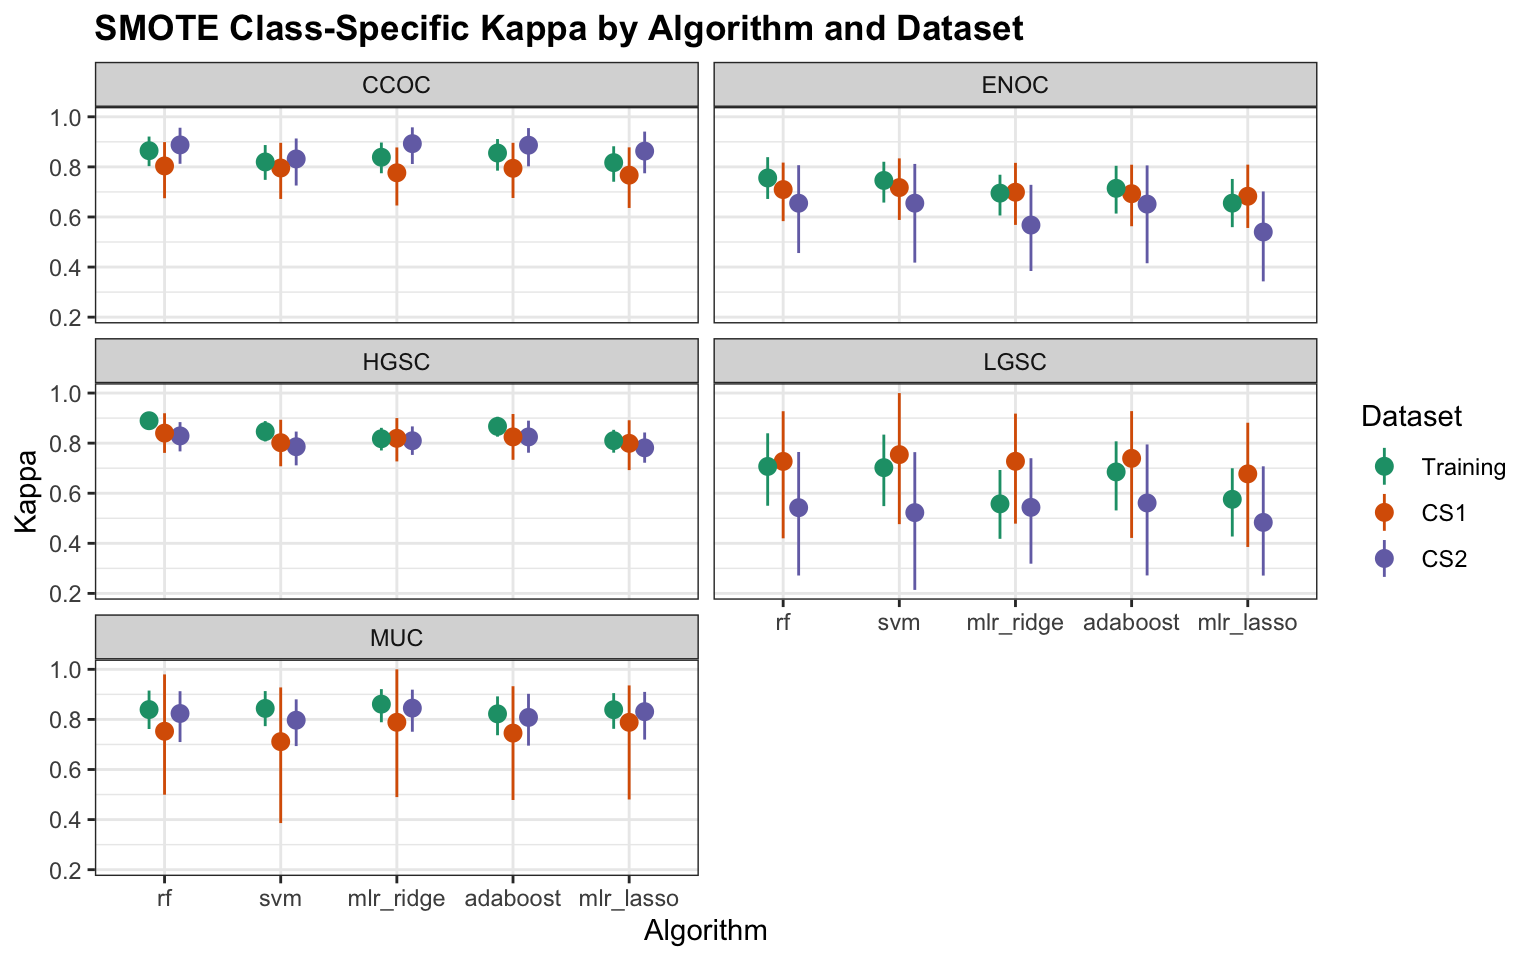 SMOTE Class-Specific Kappa by Algorithm and Dataset
CCOC
ENOC
1.0
0.8
0.6
0.4
0.2
HGSC
LGSC
1.0
0.8
0.6
0.4
0.2
rf svm mlr_ridge adaboost mlr_lasso
MUC
1.0
0.8
0.6
0.4
0.2
rf svm mlr_ridge adaboost mlr_lasso
Kappa
Algorithm
Dataset
Training
CS1
CS2